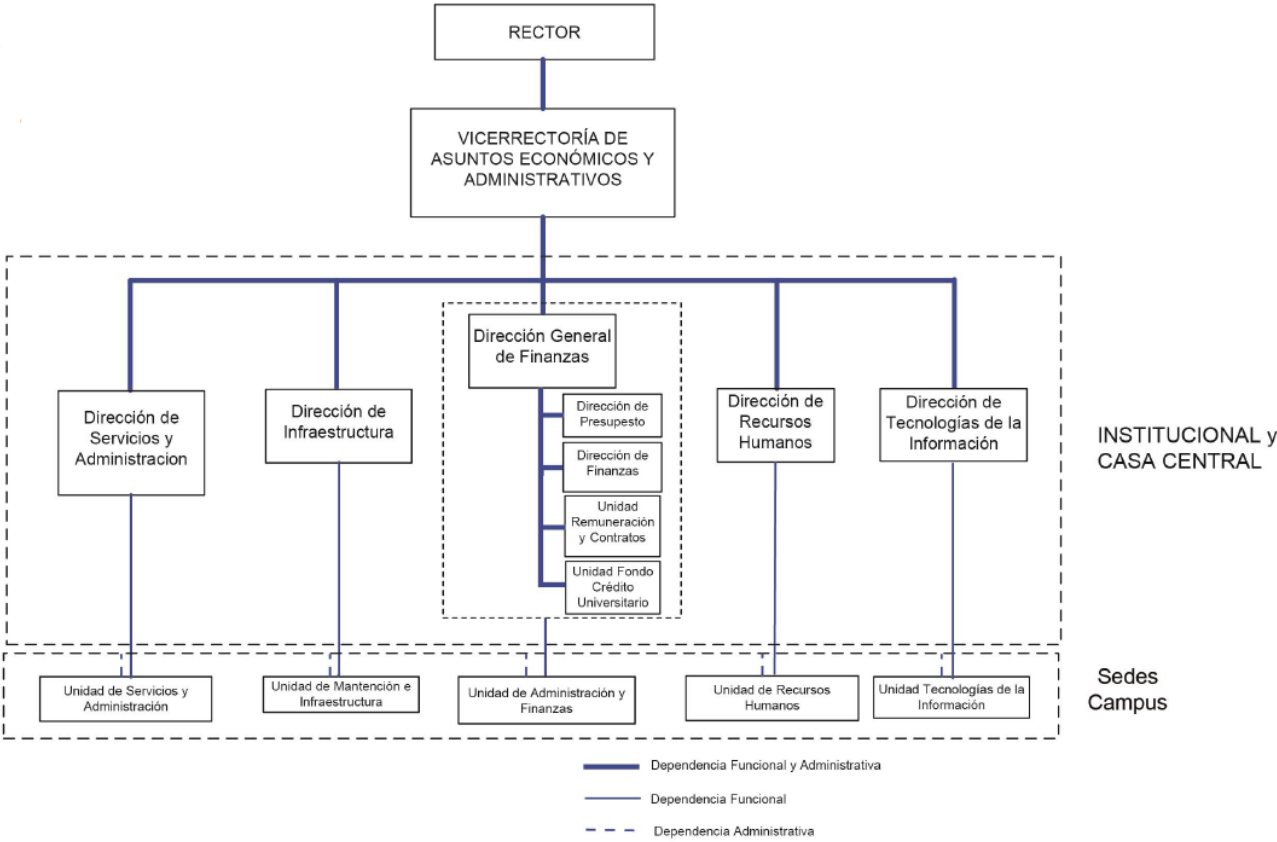 RECTOR
VICERRECTORÍA DE
ASUNTOS ECONÓMICOS Y
ADMINISTRATIVOS
Dirección General
de Finanzas
Dirección de
Servicios y
Administracion
Dirección de
Infraestructura
Dirección de
Presupesto
Dirección de
Finanzas
Unidad
Remuneración
y Contratos
Unidad Fondo
Crédito
Universitario
Dirección de
Recursos
Humanos
Dirección de
Tecnologías de la
Información
INSTITUCIONAL y
CASA CENTRAL
Unidad de Servicios y
Administración
Unidad de Mantención e
Infraestructura
Unidad de Administración y
Finanzas
Unidad de Recursos
Humanos
Unidad Tecnologías de la
Información
Sedes
Campus
Dependencia Funcional y Administrativa
Dependencia Funcional
Dependencia Administrativa